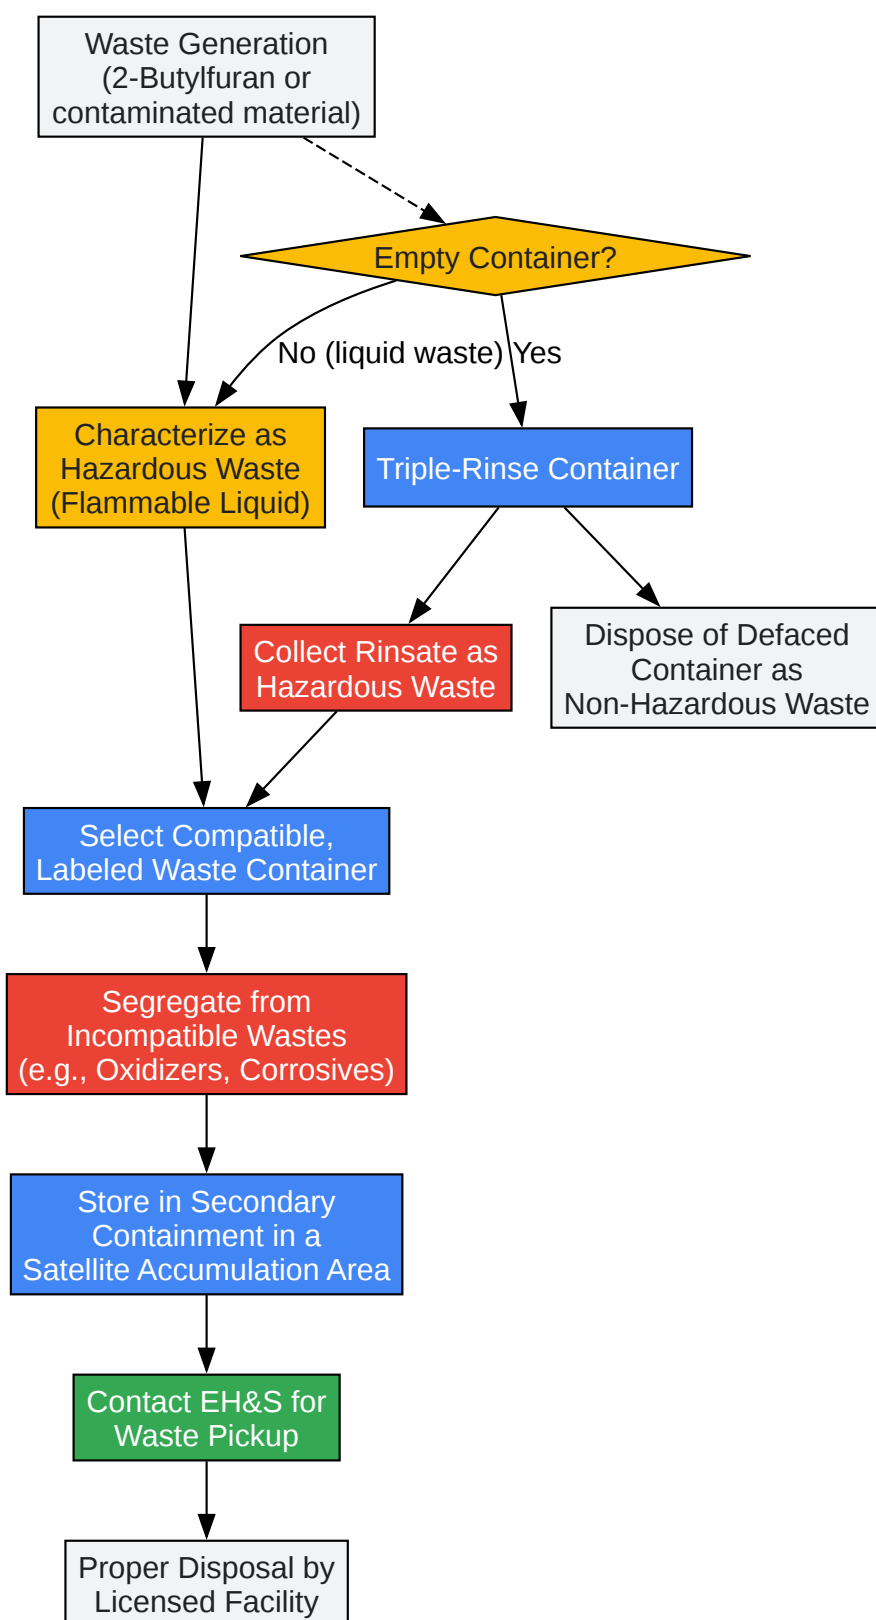 Waste Generation
(2-Butylfuran or
contaminated material)
Empty Container?
No (liquid waste)
Yes
Characterize as
Hazardous Waste
(Flammable Liquid)
Triple-Rinse Container
Collect Rinsate as
Hazardous Waste
Dispose of Defaced
Container as
Non-Hazardous Waste
Select Compatible,
Labeled Waste Container
Segregate from
Incompatible Wastes
(e.g., Oxidizers, Corrosives)
Store in Secondary
Containment in a
Satellite Accumulation Area
Contact EH&S for
Waste Pickup
Proper Disposal by
Licensed Facility